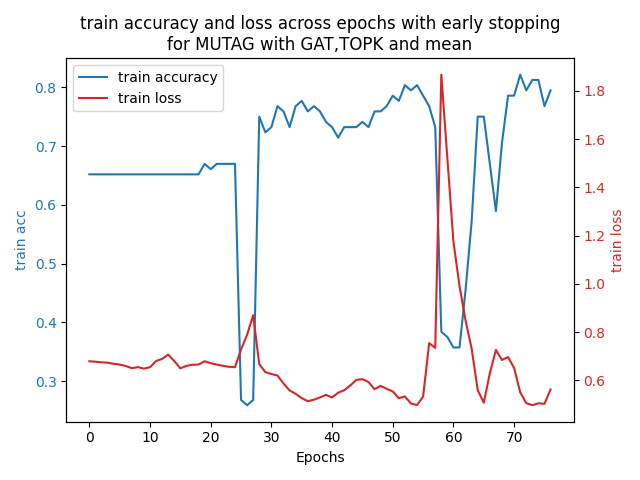 train accuracy and loss across epochs with early stopping
for MUTAG with GAT,TOPK and mean
train accuracy
train loss
train acc
0.8
0.7
0.6
0.5
0.4
0.3
1.8
1.6
1.4
1.2
1.0
0.8
0.6
train loss
0 10 20 30 40 50 60 70
Epochs